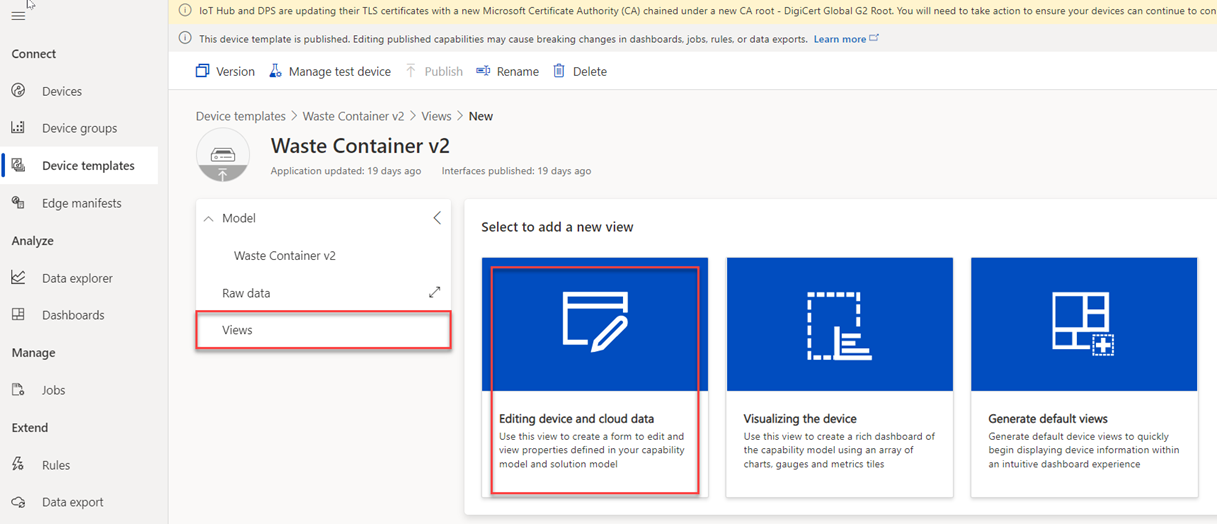 IoT Hub and DPS are updating their TLS certificates with a new Microsoft Certificate Authority (CA) chained under a new CA root - DigiCert Global G2 Root. You will need to take action to ensure your devices can continue to con
This device template is published. Editing published capabilities may cause breaking changes in dashboards, jobs, rules, or data exports. Learn more
Connect
Devices
Device groups
Device templates
Edge manifests
Analyze
Data explorer
Dashboards
Manage
Jobs
Extend
Rules
Data export
Version Manage test device Publish Rename Delete
Device templates > Waste Container v2 > Views > New
Waste Container v2
Application updated: 19 days ago Interfaces published: 19 days ago
Model
Waste Container v2
Raw data
Views
Select to add a new view
Editing device and cloud data
Use this view to create a form to edit and
view properties defined in your capability
model and solution model
Visualizing the device
Use this view to create a rich dashboard of
the capability model using an array of
charts, gauges and metrics tiles
Generate default views
Generate default device views to quickly
begin displaying device information within
an intuitive dashboard experience